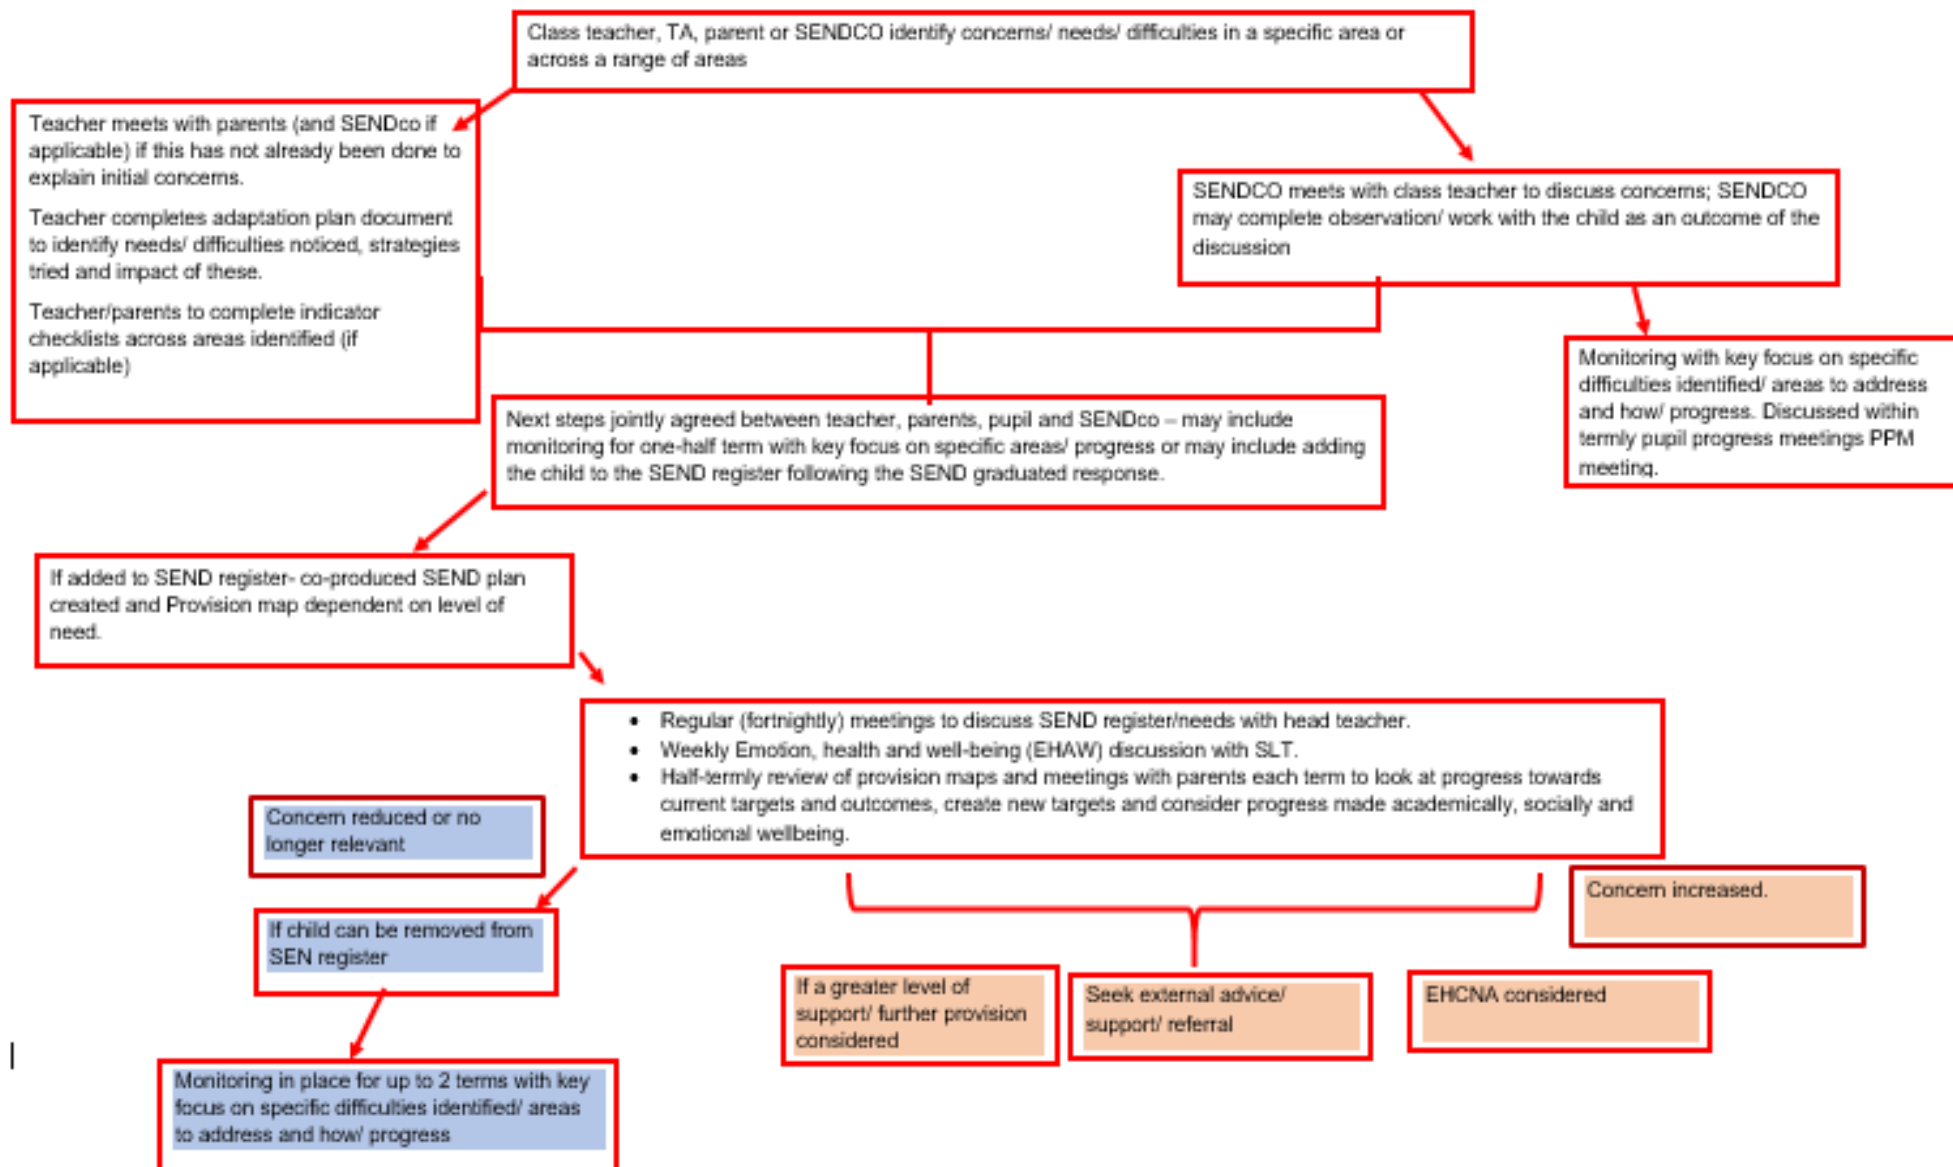 Class teacher, TA, parent or SENDCO identify concerns/ needs/ difficulties in a specific area or
across a range of areas
Teacher meets with parents (and SENDco if
applicable) if this has not already been done to
explain initial concerns.
Teacher completes adaptation plan document
to identify needs/ difficulties noticed, strategies
tried and impact of these.
Teacher/parents to complete indicator
checklists across areas identified (if
applicable)
SENDCO meets with class teacher to discuss concerns; SENDCO
may complete observation/ work with the child as an outcome of the
discussion
Monitoring with key focus on specific
difficulties identified/ areas to address
and how/ progress. Discussed within
termly pupil progress meetings PPM
meeting.
Next steps jointly agreed between teacher, parents, pupil and SENDco – may include
monitoring for one-half term with key focus on specific areas/ progress or may include adding
the child to the SEND register following the SEND graduated response.
If added to SEND register- co-produced SEND plan
created and Provision map dependent on level of
need.
• Regular (fortnightly) meetings to discuss SEND register/needs with head teacher.
• Weekly Emotion, health and well-being (EHAW) discussion with SLT.
• Half-termly review of provision maps and meetings with parents each term to look at progress towards
current targets and outcomes, create new targets and consider progress made academically, socially and
emotional wellbeing.
Concern reduced or no
longer relevant
If child can be removed from
SEN register
Monitoring in place for up to 2 terms with key
focus on specific difficulties identified/ areas
to address and how/ progress
Concern increased.
If a greater level of
support/ further provision
considered
Seek external advice/
support/ referral
EHCNA considered